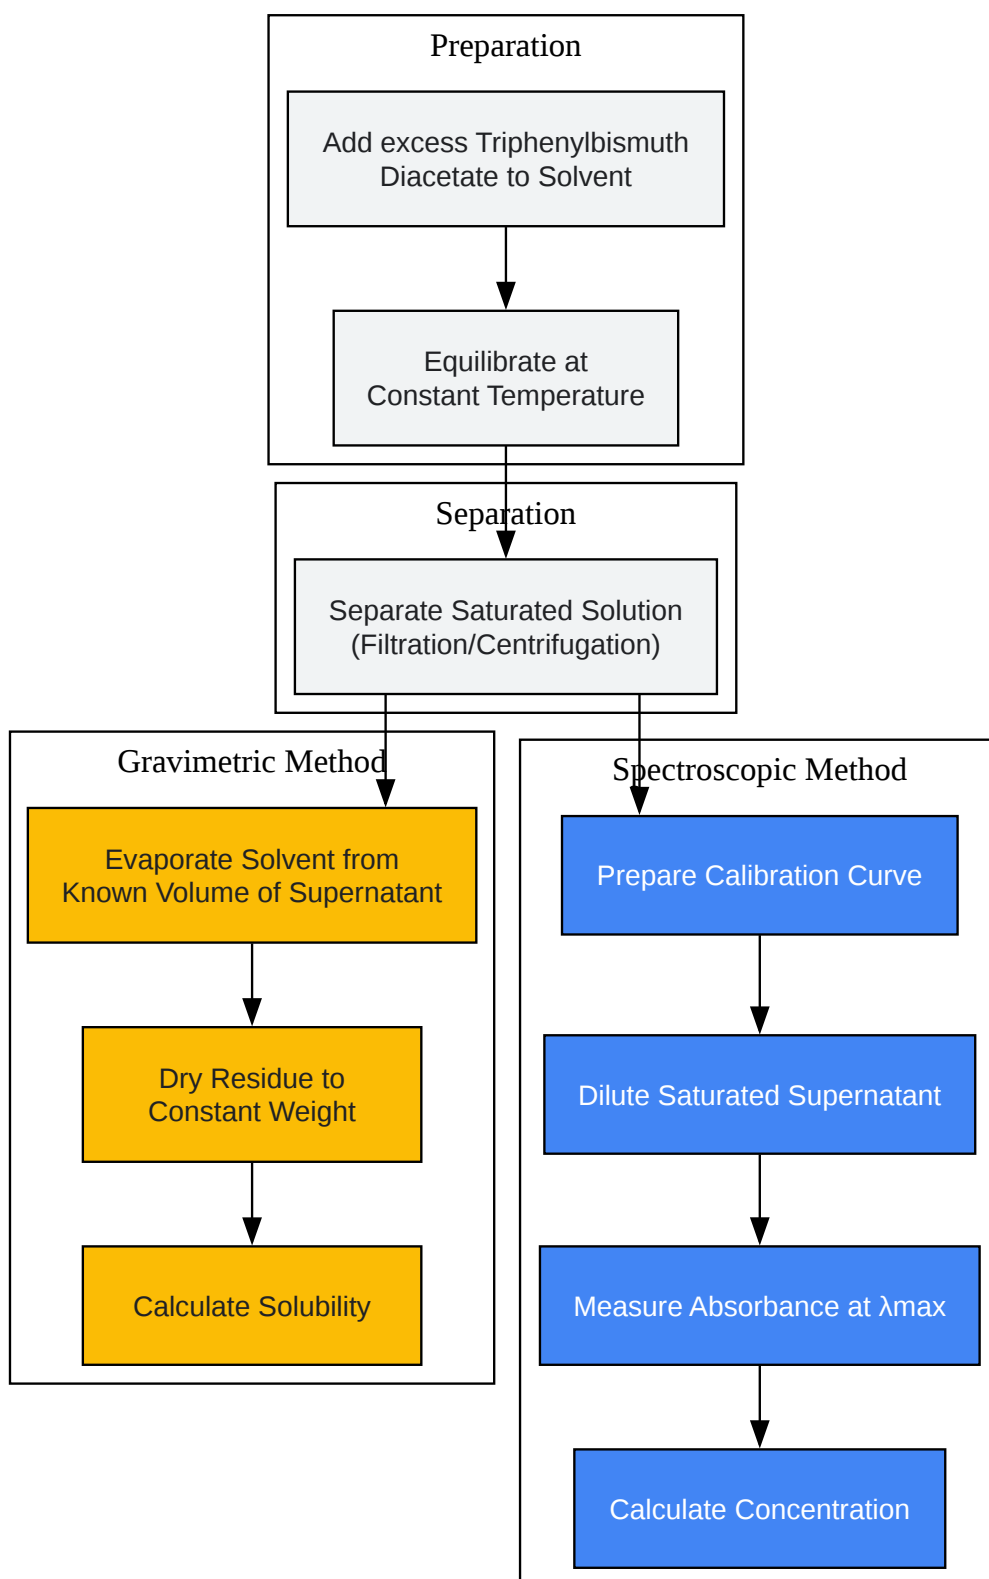 Preparation
Add excess Triphenylbismuth
Diacetate to Solvent
Equilibrate at
Constant Temperature
Separation
Separate Saturated Solution
(Filtration/Centrifugation)
Gravimetric Method
Evaporate Solvent from
Known Volume of Supernatant
Dry Residue to
Constant Weight
Calculate Solubility
Spectroscopic Method
Prepare Calibration Curve
Dilute Saturated Supernatant
Measure Absorbance at λmax
Calculate Concentration